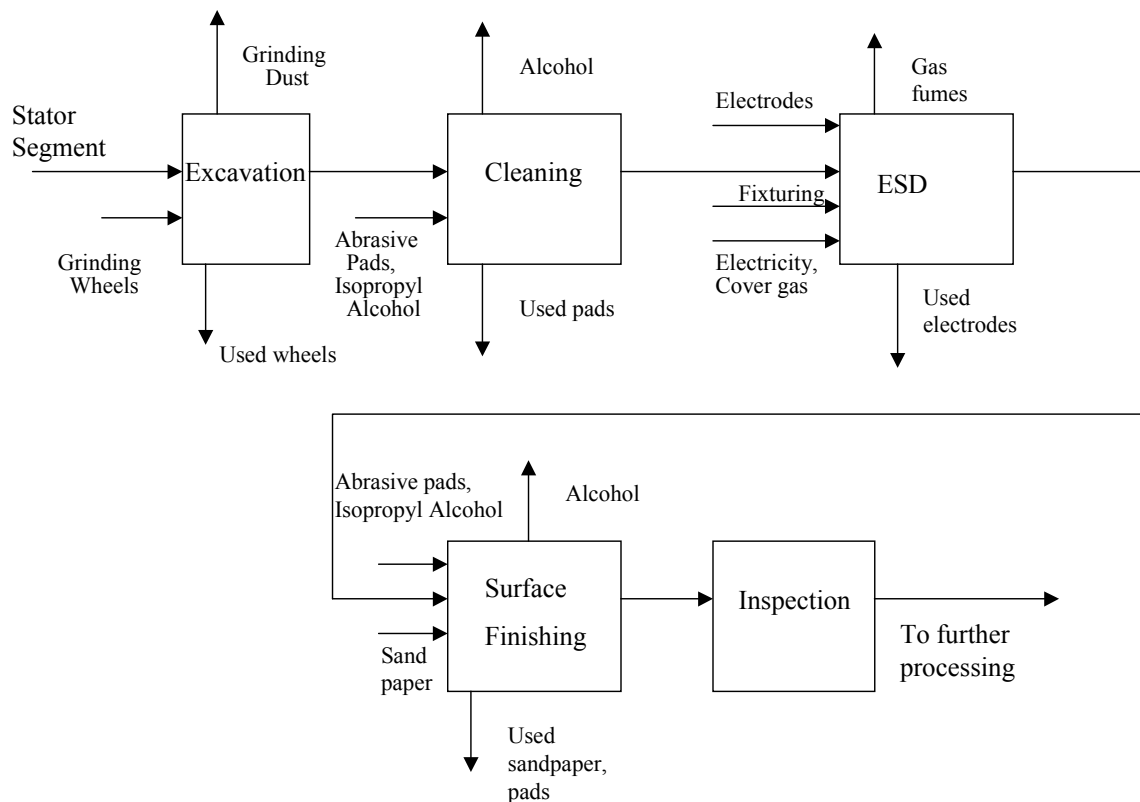 Grinding
Dust
Stator
Segment
Excavation
Grinding
Wheels
Used wheels
Alcohol
Cleaning
Abrasive
Pads,
Isopropyl
Alcohol
Used pads
Gas
fumes
Electrodes
ESD
Fixturing
Electricity,
Cover gas
Used
electrodes
Abrasive pads,
Isopropyl Alcohol
Alcohol
Surface
Finishing
Sand
paper
Used
sandpaper,
pads
Inspection
To further
processing